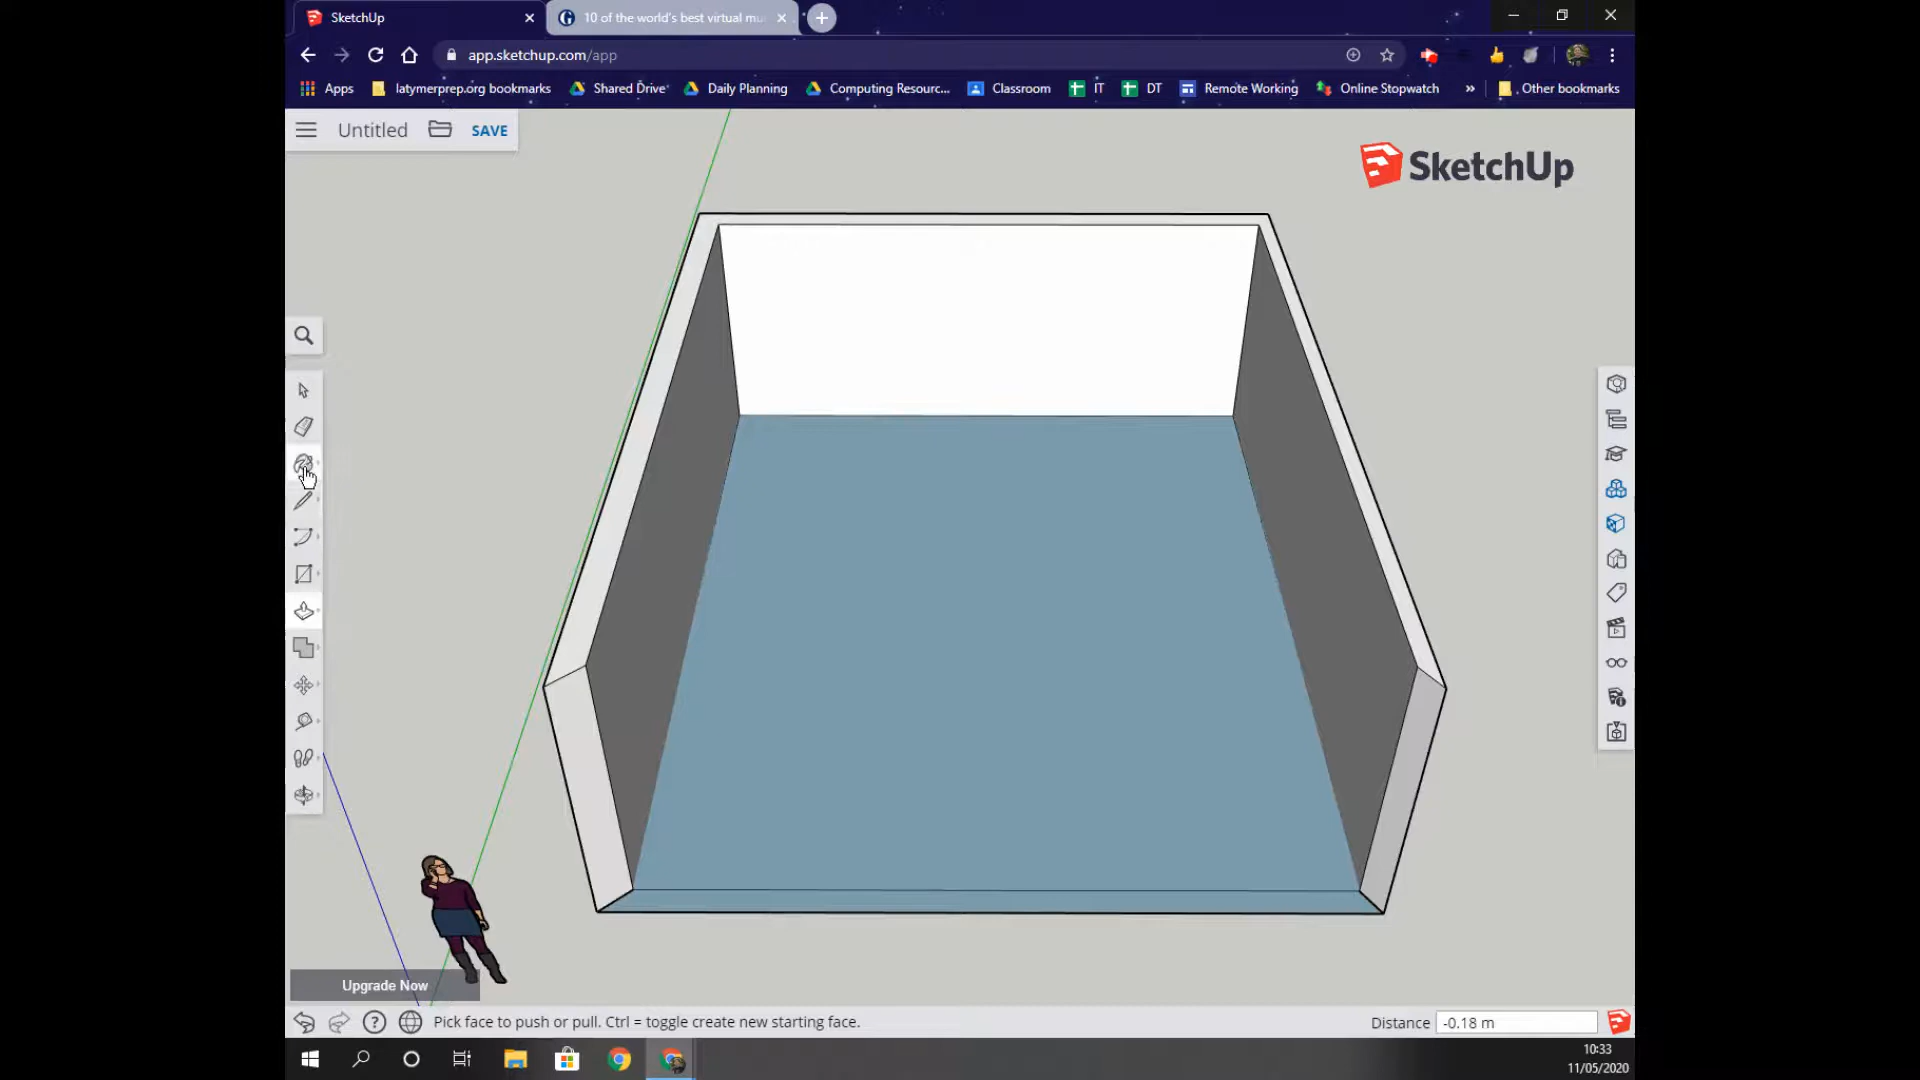 SketchUp
10 of the world's best virtual mu
app.sketchup.com/app
Apps
latymerprep.org bookmarks
Shared Drive
Daily Planning
Computing Resourc...
Classroom
IT
DT
Remote Working
Online Stopwatch
»
Other bookmarks
Untitled
SAVE
SketchUp
Upgrade Now
Pick face to push or pull. Ctrl = toggle create new starting face.
Distance
-0.18 m
10:33
11/05/2020